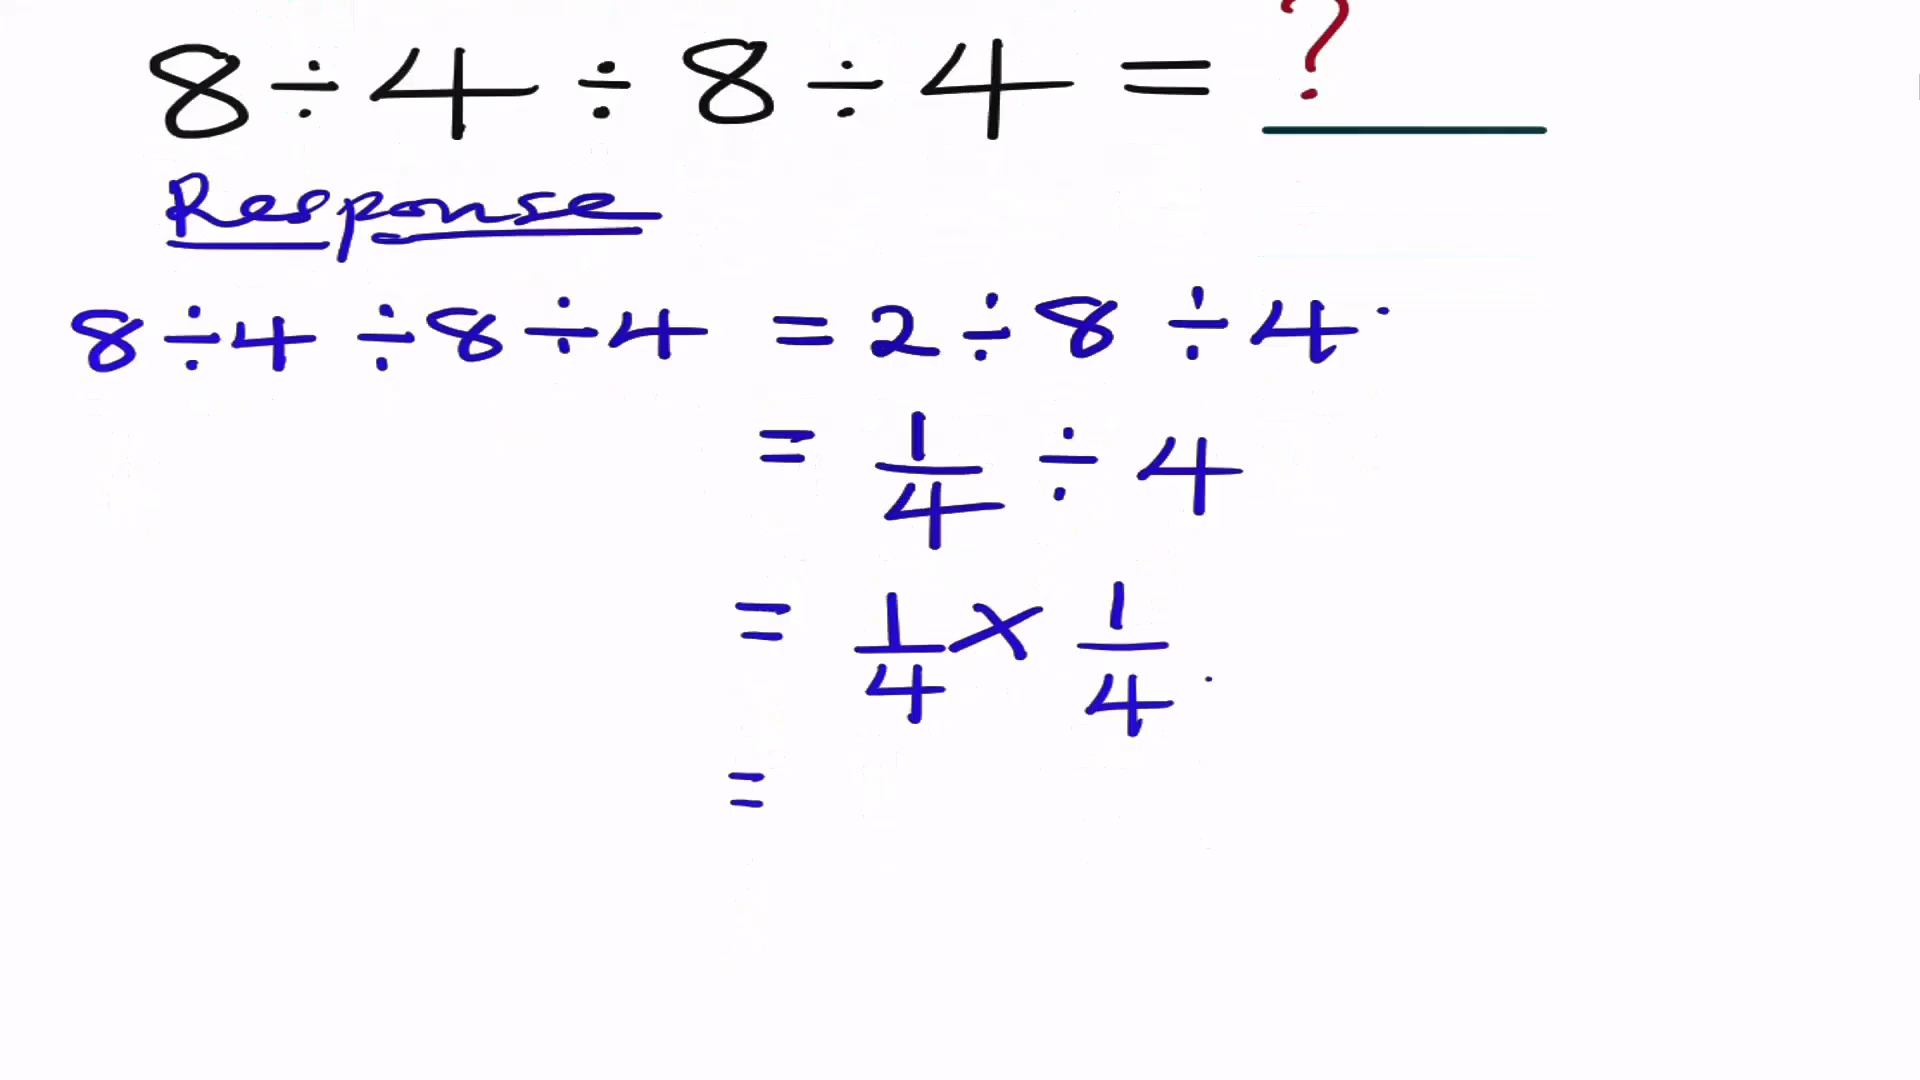 8 ÷ 4 ÷ 8 ÷ 4 = ?
Response
8 ÷ 4 ÷ 8 ÷ 4 = 2 ÷ 8 ÷ 4
= 1/4 ÷ 4
= 1/4 × 1/4
=